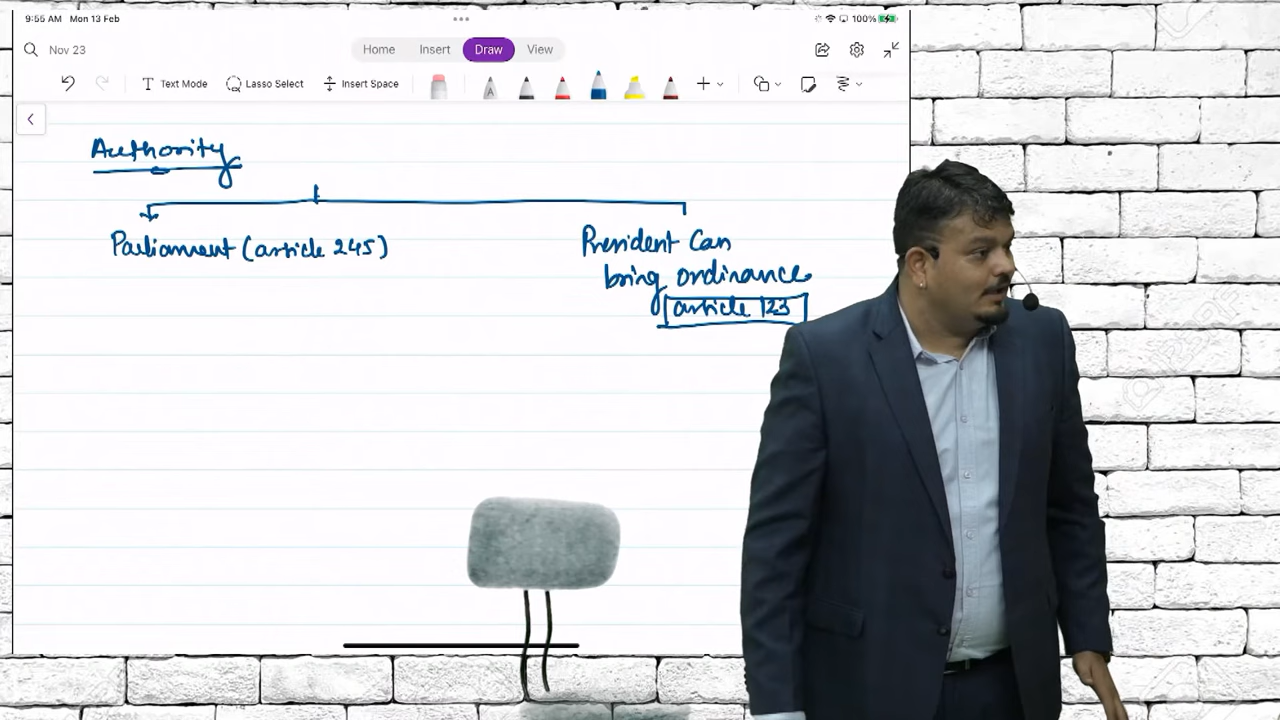 9:55 AM Mon 13 Feb
100%
Nov 23
Home Insert Draw View
Text Mode Lasso Select Insert Space
Authority
Parliament (article 245)
President Can
bring ordinance
article 123